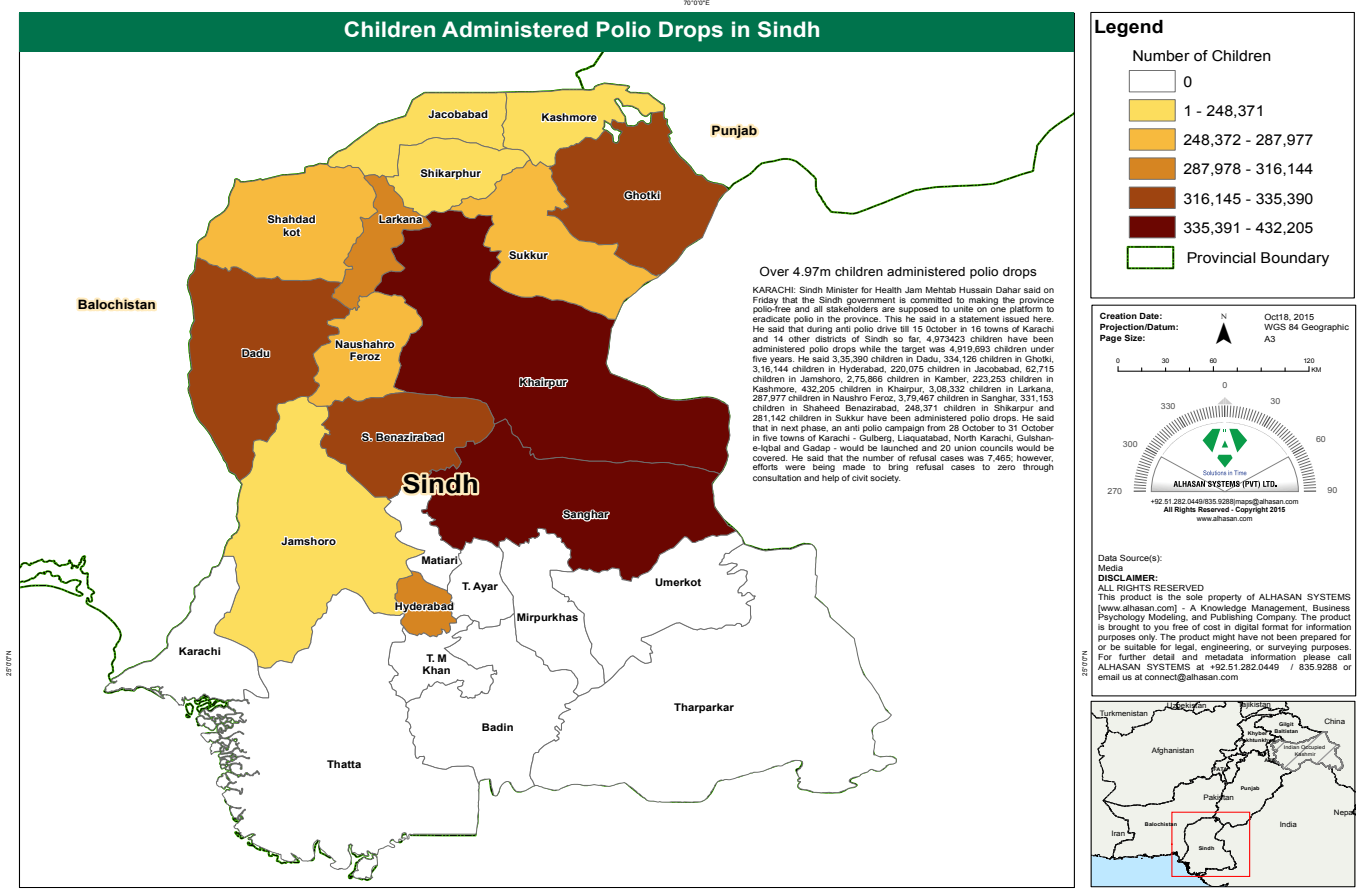 70°0'0"E
Children Administered Polio Drops in Sindh
Jacobabad
Kashmore
Punjab
Shikarphur
Ghotki
Shahdad
kot
Larkana
Sukkur
Balochistan
Dadu
Naushahro
Feroz
Khairpur
S. Benazirabad
Sindh
Sanghar
Jamshoro
Matiari
T. Ayar
Umerkot
Hyderabad
Mirpurkhas
Karachi
T. M
Khan
Tharparkar
Badin
Thatta
25°0'0"N
25°0'0"N
Over 4.97m children administered polio drops
KARACHI: Sindh Minister for Health Jam Mehtab Hussain Dahar said on
Friday that the Sindh government is committed to making the province
polio-free and all stakeholders are supposed to unite on one platform to
eradicate polio in the province. This he said in a statement issued here.
He said that during anti polio drive till 15 0ctober in 16 towns of Karachi
and 14 other districts of Sindh so far, 4,973423 children have been
administered polio drops while the target was 4,919,693 children under
five years. He said 3,35,390 children in Dadu, 334,126 children in Ghotki,
3,16,144 children in Hyderabad, 220,075 children in Jacobabad, 62,715
children in Jamshoro, 2,75,866 children in Kamber, 223,253 children in
Kashmore, 432,205 children in Khairpur, 3,08,332 children in Larkana,
287,977 children in Naushro Feroz, 3,79,467 children in Sanghar, 331,153
children in Shaheed Benazirabad, 248,371 children in Shikarpur and
281,142 children in Sukkur have been administered polio drops. He said
that in next phase, an anti polio campaign from 28 October to 31 October
in five towns of Karachi - Gulberg, Liaquatabad, North Karachi, Gulshan-
e-Iqbal and Gadap - would be launched and 20 union councils would be
covered. He said that the number of refusal cases was 7,465; however,
efforts were being made to bring refusal cases to zero through
consultation and help of civil society.
Legend
Number of Children
0
1 - 248,371
248,372 - 287,977
287,978 - 316,144
316,145 - 335,390
335,391 - 432,205
Provincial Boundary
Creation Date: Oct18, 2015
Projection/Datum: WGS 84 Geographic
Page Size: A3
N
0 30 60 120
KM
0
330 30
300 60
270 90
Solutions in Time
ALHASAN SYSTEMS (PVT) LTD.
+92.51.282.0449/835.9288|maps@alhasan.com
All Rights Reserved - Copyright 2015
www.alhasan.com
Data Source(s):
Media
DISCLAIMER:
ALL RIGHTS RESERVED
This product is the sole property of ALHASAN SYSTEMS
[www.alhasan.com] - A Knowledge Management, Business
Psychology Modeling, and Publishing Company. The product
is brought to you free of cost in digital format for information
purposes only. The product might have not been prepared for
or be suitable for legal, engineering, or surveying purposes.
For further detail and metadata information please call
ALHASAN SYSTEMS at +92.51.282.0449 / 835.9288 or
email us at connect@alhasan.com
Uzbekistan
Tajikistan
Turkmenistan
China
Gilgit
Baltistan
Khyber
Afghanistan
Indian Occupied
Kashmir
FATA
Punjab
Pakistan
Nepal
Balochistan
India
Iran
Sindh